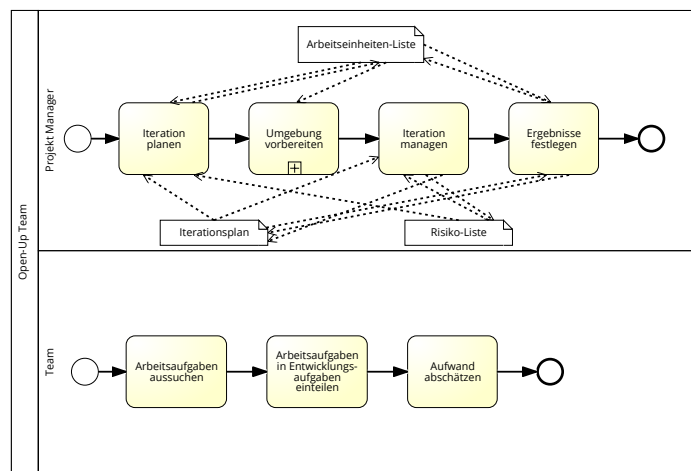 Open-Up Team
Projekt Manager
Arbeitseinheiten-Liste
Iteration
planen
Umgebung
vorbereiten
Iteration
managen
Ergebnisse
festlegen
Iterationsplan
Risiko-Liste
Team
Arbeitsaufgaben
aussuchen
Arbeitsaufgaben
in Entwicklungs-
aufgaben
einteilen
Aufwand
abschätzen